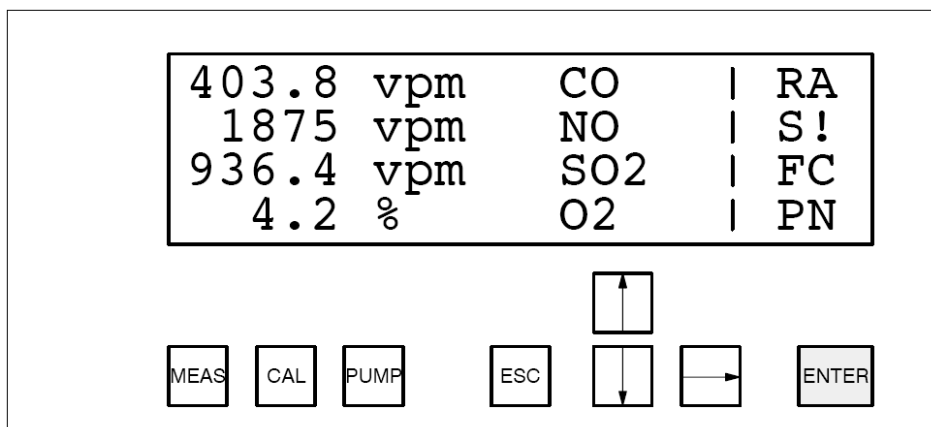 403.8 vpm CO | RA
1875 vpm NO | S!
936.4 vpm SO2 | FC
4.2 % O2 | PN
MEAS CAL PUMP ESC ENTER